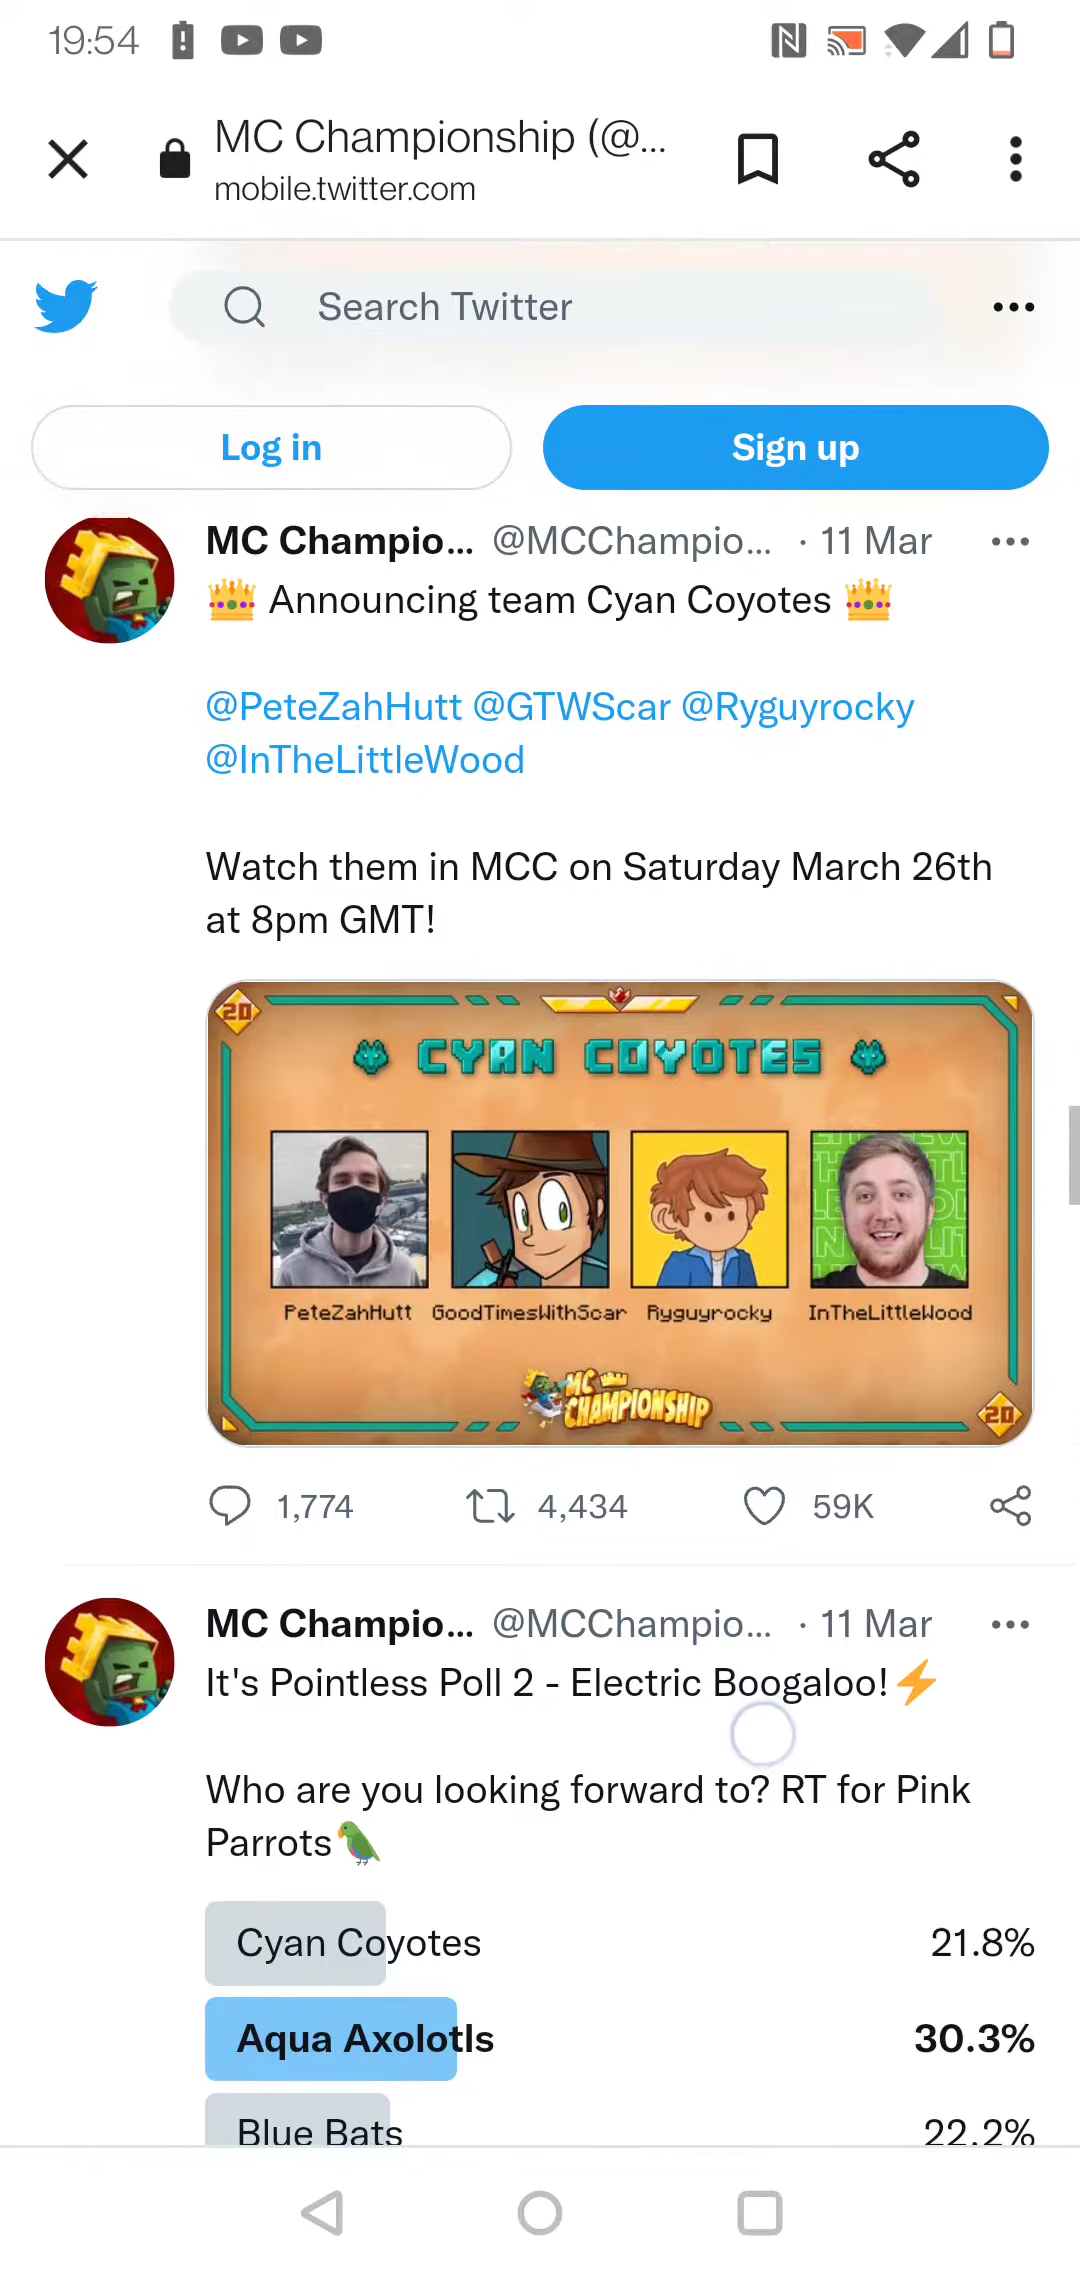 19:54
MC Championship (@...
mobile.twitter.com
Search Twitter
Log in
Sign up
MC Champio... @MCChampio... · 11 Mar
👑 Announcing team Cyan Coyotes 👑
@PeteZahHutt @GTWScar @Ryguyrocky
@InTheLittleWood
Watch them in MCC on Saturday March 26th
at 8pm GMT!
20
CYAN COYOTES
PeteZahHutt GoodTimesWithScar Ryguyrocky InTheLittleWood
MC
CHAMPIONSHIP
20
1,774 4,434 59K
MC Champio... @MCChampio... · 11 Mar
It's Pointless Poll 2 - Electric Boogaloo!⚡
Who are you looking forward to? RT for Pink
Parrots🦜
Cyan Coyotes 21.8%
Aqua Axolotls 30.3%
Blue Bats 22.2%